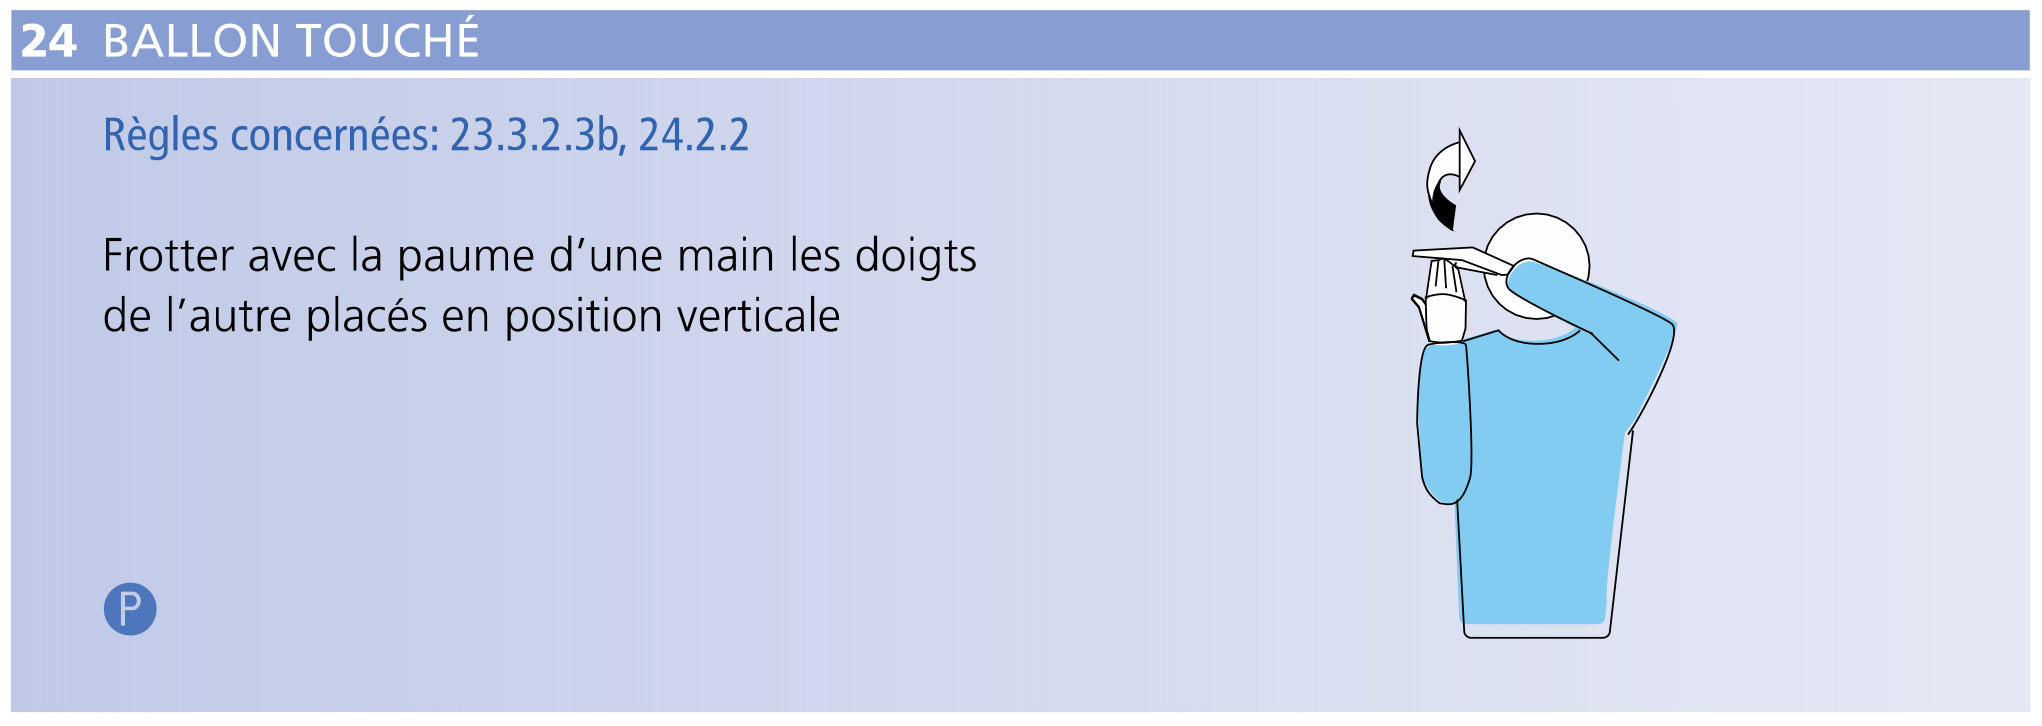 24 BALLON TOUCHÉ
Règles concernées: 23.3.2.3b, 24.2.2
Frotter avec la paume d’une main les doigts
de l’autre placés en position verticale
P